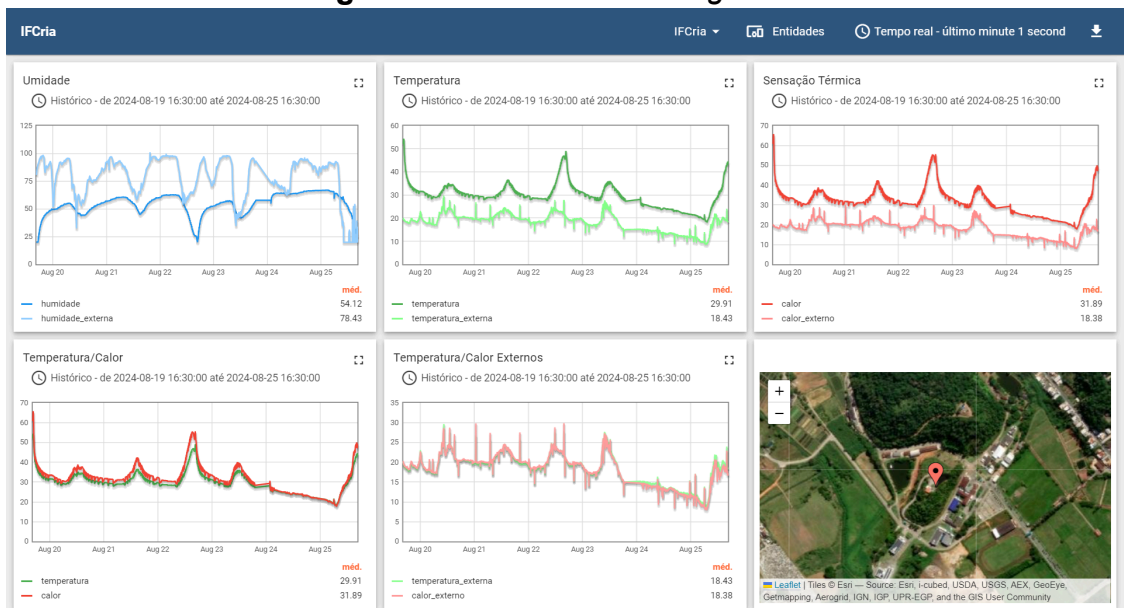 IFCria
IFCria
Entidades
Tempo real - último minute 1 second
Umidade
Histórico - de 2024-08-19 16:30:00 até 2024-08-25 16:30:00
125
100
75
50
25
0
Aug 20 Aug 21 Aug 22 Aug 23 Aug 24 Aug 25
méd.
humidade 54.12
humidade_externa 78.43
Temperatura
Histórico - de 2024-08-19 16:30:00 até 2024-08-25 16:30:00
60
50
40
30
20
10
0
Aug 20 Aug 21 Aug 22 Aug 23 Aug 24 Aug 25
méd.
temperatura 29.91
temperatura_externa 18.43
Sensação Térmica
Histórico - de 2024-08-19 16:30:00 até 2024-08-25 16:30:00
70
60
50
40
30
20
10
0
Aug 20 Aug 21 Aug 22 Aug 23 Aug 24 Aug 25
méd.
calor 31.89
calor_externo 18.38
Temperatura/Calor
Histórico - de 2024-08-19 16:30:00 até 2024-08-25 16:30:00
70
60
50
40
30
20
10
0
Aug 20 Aug 21 Aug 22 Aug 23 Aug 24 Aug 25
méd.
temperatura 29.91
calor 31.89
Temperatura/Calor Externos
Histórico - de 2024-08-19 16:30:00 até 2024-08-25 16:30:00
35
30
25
20
15
10
5
0
Aug 20 Aug 21 Aug 22 Aug 23 Aug 24 Aug 25
méd.
temperatura_externa 18.43
calor_externo 18.38
+
−
Leaflet | Tiles © Esri — Source: Esri, i-cubed, USDA, USGS, AEX, GeoEye,
Getmapping, Aerogrid, IGN, IGP, UPR-EGP, and the GIS User Community